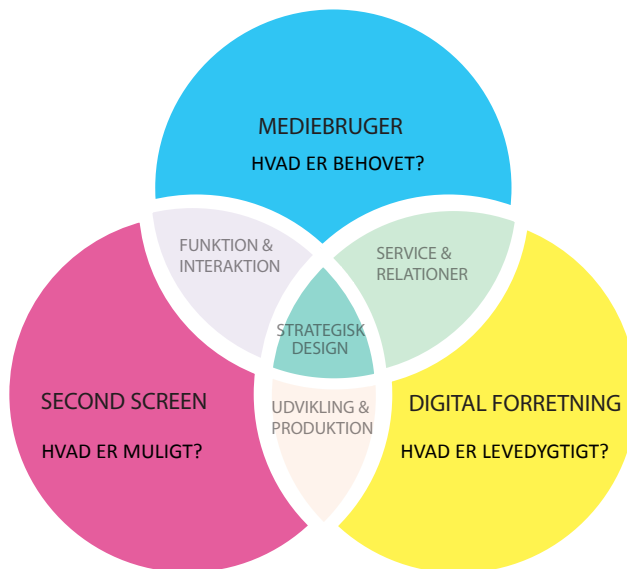 MEDIEBRUGER
HVAD ER BEHOVET?
FUNKTION &
INTERAKTION
SERVICE &
RELATIONER
STRATEGISK
DESIGN
SECOND SCREEN
HVAD ER MULIGT?
UDVIKLING &
PRODUKTION
DIGITAL FORRETNING
HVAD ER LEVEDYGTIGT?